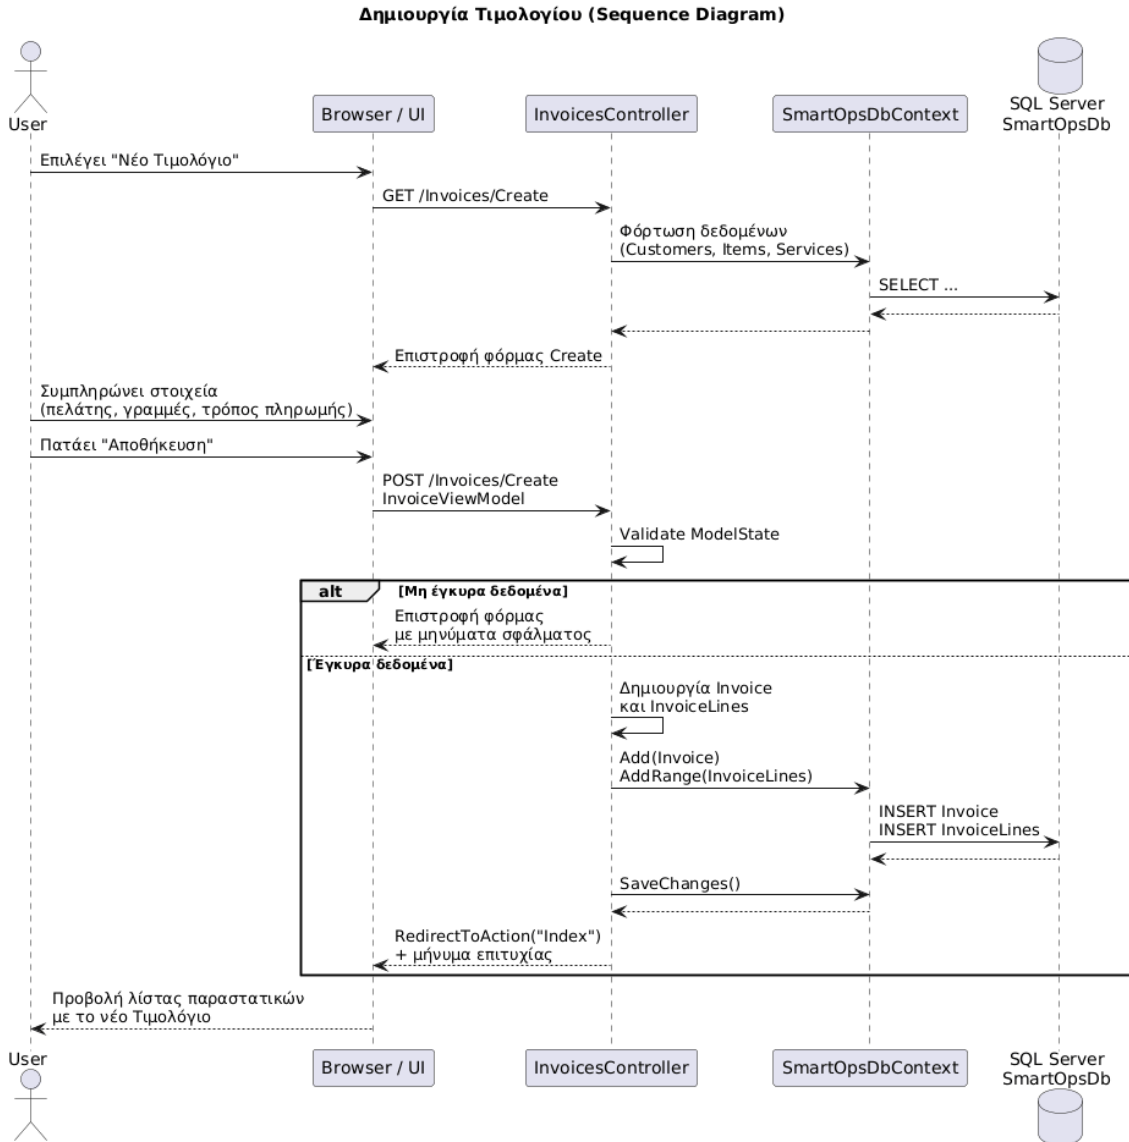 Δημιουργία Τιμολογίου (Sequence Diagram)
User
Browser / UI
InvoicesController
SmartOpsDbContext
SQL Server
SmartOpsDb
Επιλέγει "Νέο Τιμολόγιο"
GET /Invoices/Create
Φόρτωση δεδομένων
(Customers, Items, Services)
SELECT ...
Επιστροφή φόρμας Create
Συμπληρώνει στοιχεία
(πελάτης, γραμμές, τρόπος πληρωμής)
Πατάει "Αποθήκευση"
POST /Invoices/Create
InvoiceViewModel
Validate ModelState
alt
[Μη έγκυρα δεδομένα]
Επιστροφή φόρμας
με μηνύματα σφάλματος
[Έγκυρα δεδομένα]
Δημιουργία Invoice
και InvoiceLines
Add(Invoice)
AddRange(InvoiceLines)
INSERT Invoice
INSERT InvoiceLines
SaveChanges()
RedirectToAction("Index")
+ μήνυμα επιτυχίας
Προβολή λίστας παραστατικών
με το νέο Τιμολόγιο
User
Browser / UI
InvoicesController
SmartOpsDbContext
SQL Server
SmartOpsDb